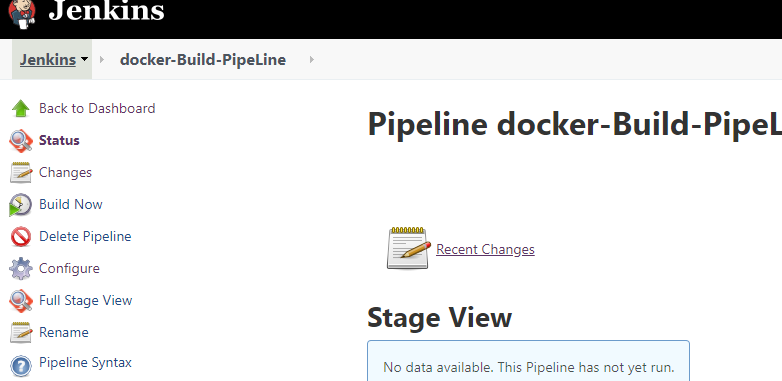 Jenkins
Jenkins docker-Build-PipeLine
Back to Dashboard
Status
Changes
Build Now
Delete Pipeline
Configure
Full Stage View
Rename
Pipeline Syntax
Pipeline docker-Build-PipeL
Recent Changes
Stage View
No data available. This Pipeline has not yet run.